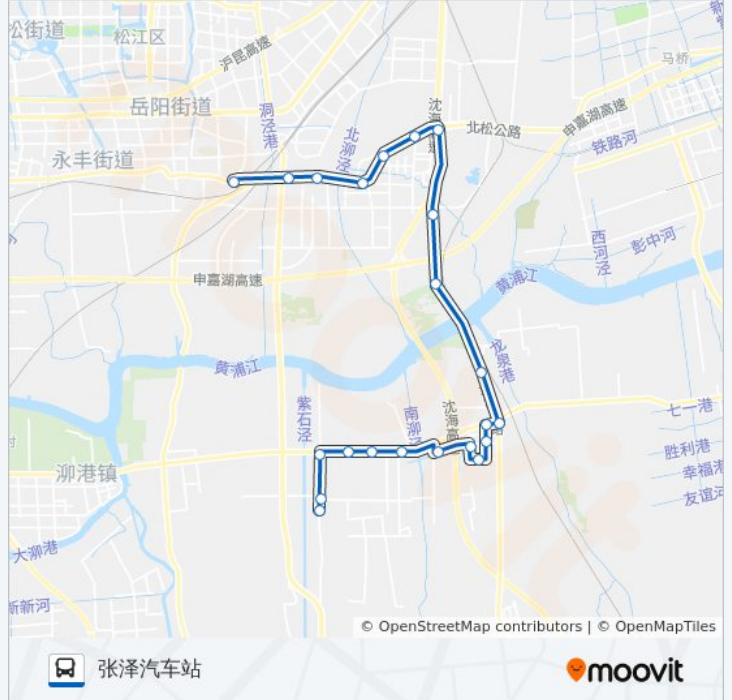 松街道
松江区
沪昆高速
新
马桥
岳阳街道
洞泾港
北泖泾
北松公路
申嘉湖高速
铁路河
永丰街道
西河泾
彭中河
申嘉湖高速
黄浦江
黄浦江
龙泉港
紫石泾
南泖泾
沈海高
七一港
胜利港
幸福港
友谊河
泖港镇
大泖港
新新河
© OpenStreetMap contributors | © OpenMapTiles
张泽汽车站
moovit